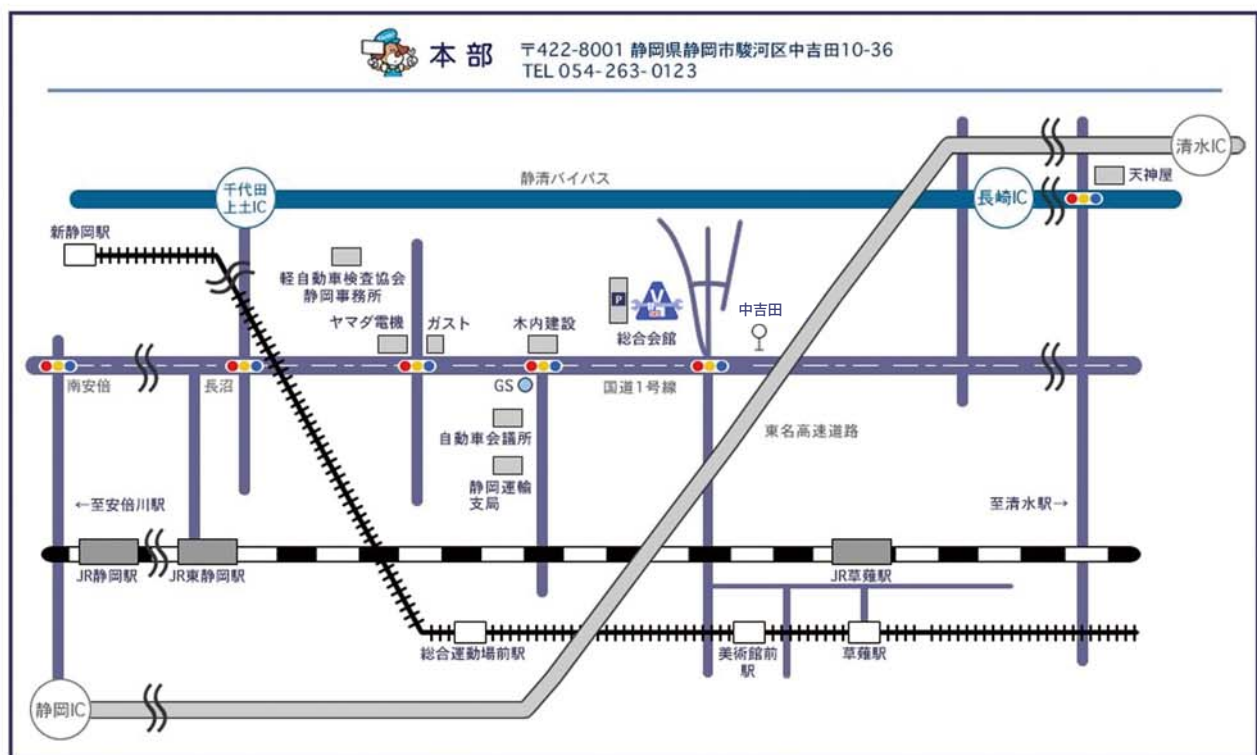 本部
〒422-8001 静岡県静岡市駿河区中吉田10-36
TEL 054-263-0123
清水IC
天神屋
静清バイパス
千代田
上土IC
長崎IC
新静岡駅
軽自動車検査協会
静岡事務所
P
V
中吉田
ヤマダ電機
ガスト
木内建設
総合会館
南安倍
長沼
GS
国道1号線
自動車会議所
東名高速道路
静岡運輸
支局
←至安倍川駅
至清水駅→
JR静岡駅
JR東静岡駅
JR草薙駅
総合運動場前駅
美術館前
駅
草薙駅
静岡IC